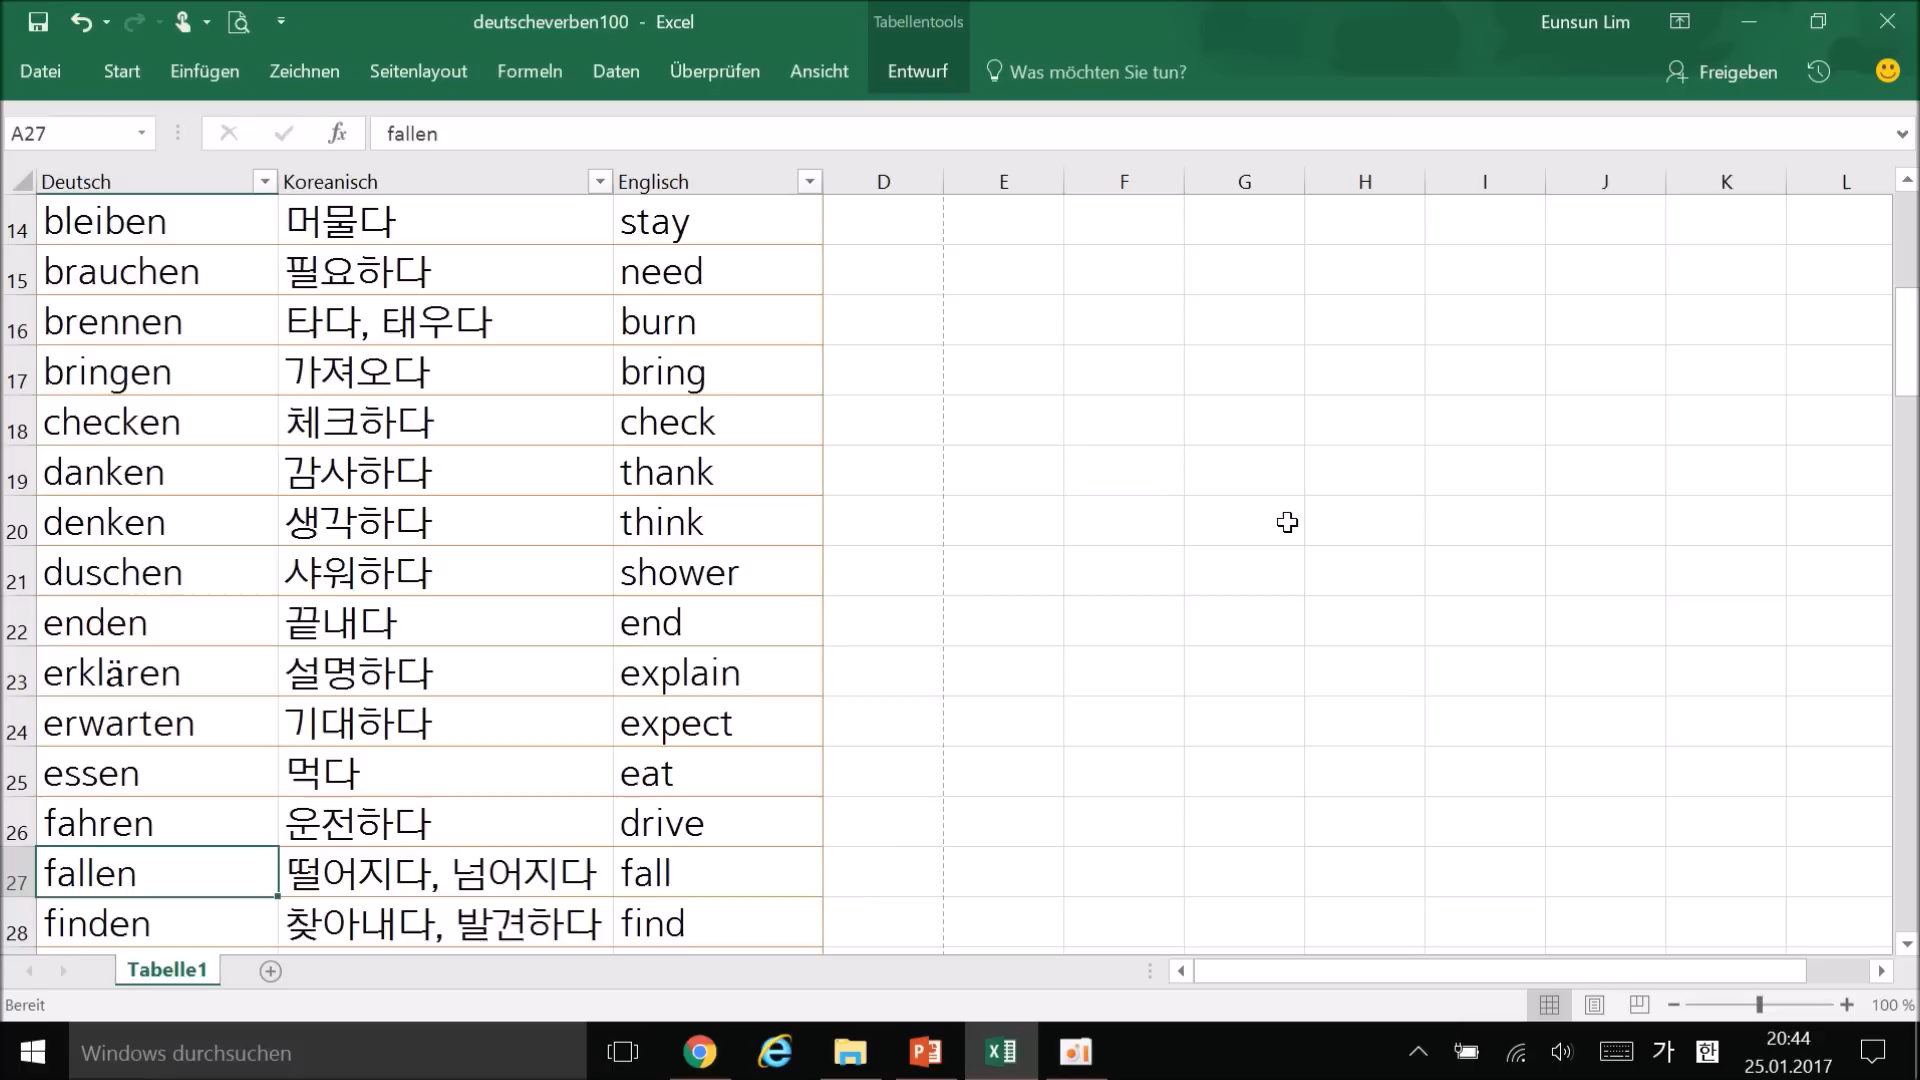 deutscheverben100 - Excel
Tabellentools
Eunsun Lim
Datei Start Einfügen Zeichnen Seitenlayout Formeln Daten Überprüfen Ansicht Entwurf Was möchten Sie tun? Freigeben
A27 fx fallen
Deutsch Koreanisch Englisch D E F G H I J K L
14 bleiben 머물다 stay
15 brauchen 필요하다 need
16 brennen 타다, 태우다 burn
17 bringen 가져오다 bring
18 checken 체크하다 check
19 danken 감사하다 thank
20 denken 생각하다 think
21 duschen 샤워하다 shower
22 enden 끝내다 end
23 erklären 설명하다 explain
24 erwarten 기대하다 expect
25 essen 먹다 eat
26 fahren 운전하다 drive
27 fallen 떨어지다, 넘어지다 fall
28 finden 찾아내다, 발견하다 find
Tabelle1
Bereit 100 %
Windows durchsuchen 가 한 20:44
25.01.2017